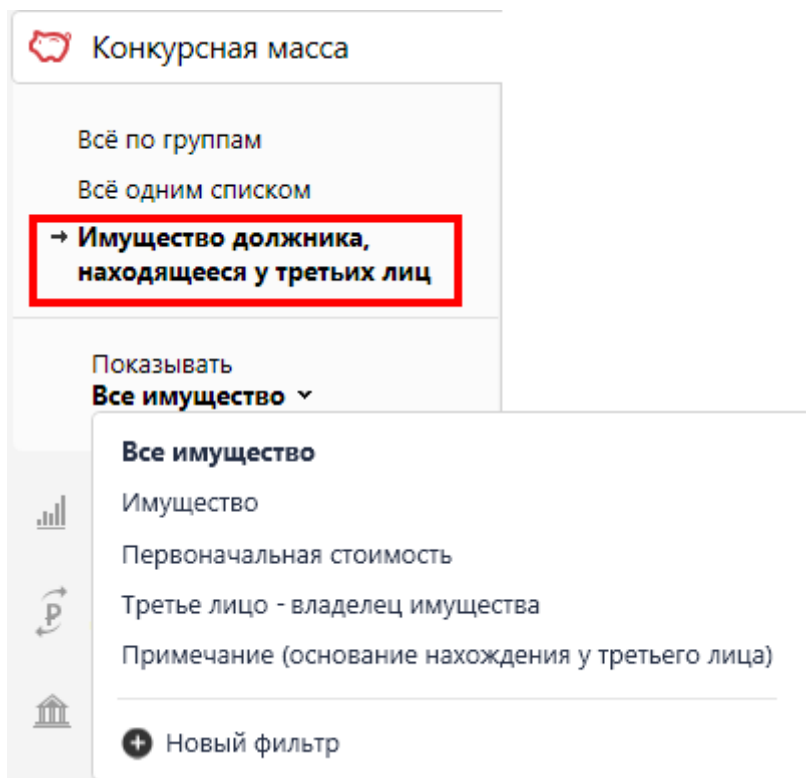 Конкурсная масса
Всё по группам
Всё одним списком
→ Имущество должника,
находящееся у третьих лиц
Показывать
Все имущество
Все имущество
Имущество
Первоначальная стоимость
Третье лицо - владелец имущества
Примечание (основание нахождения у третьего лица)
Новый фильтр